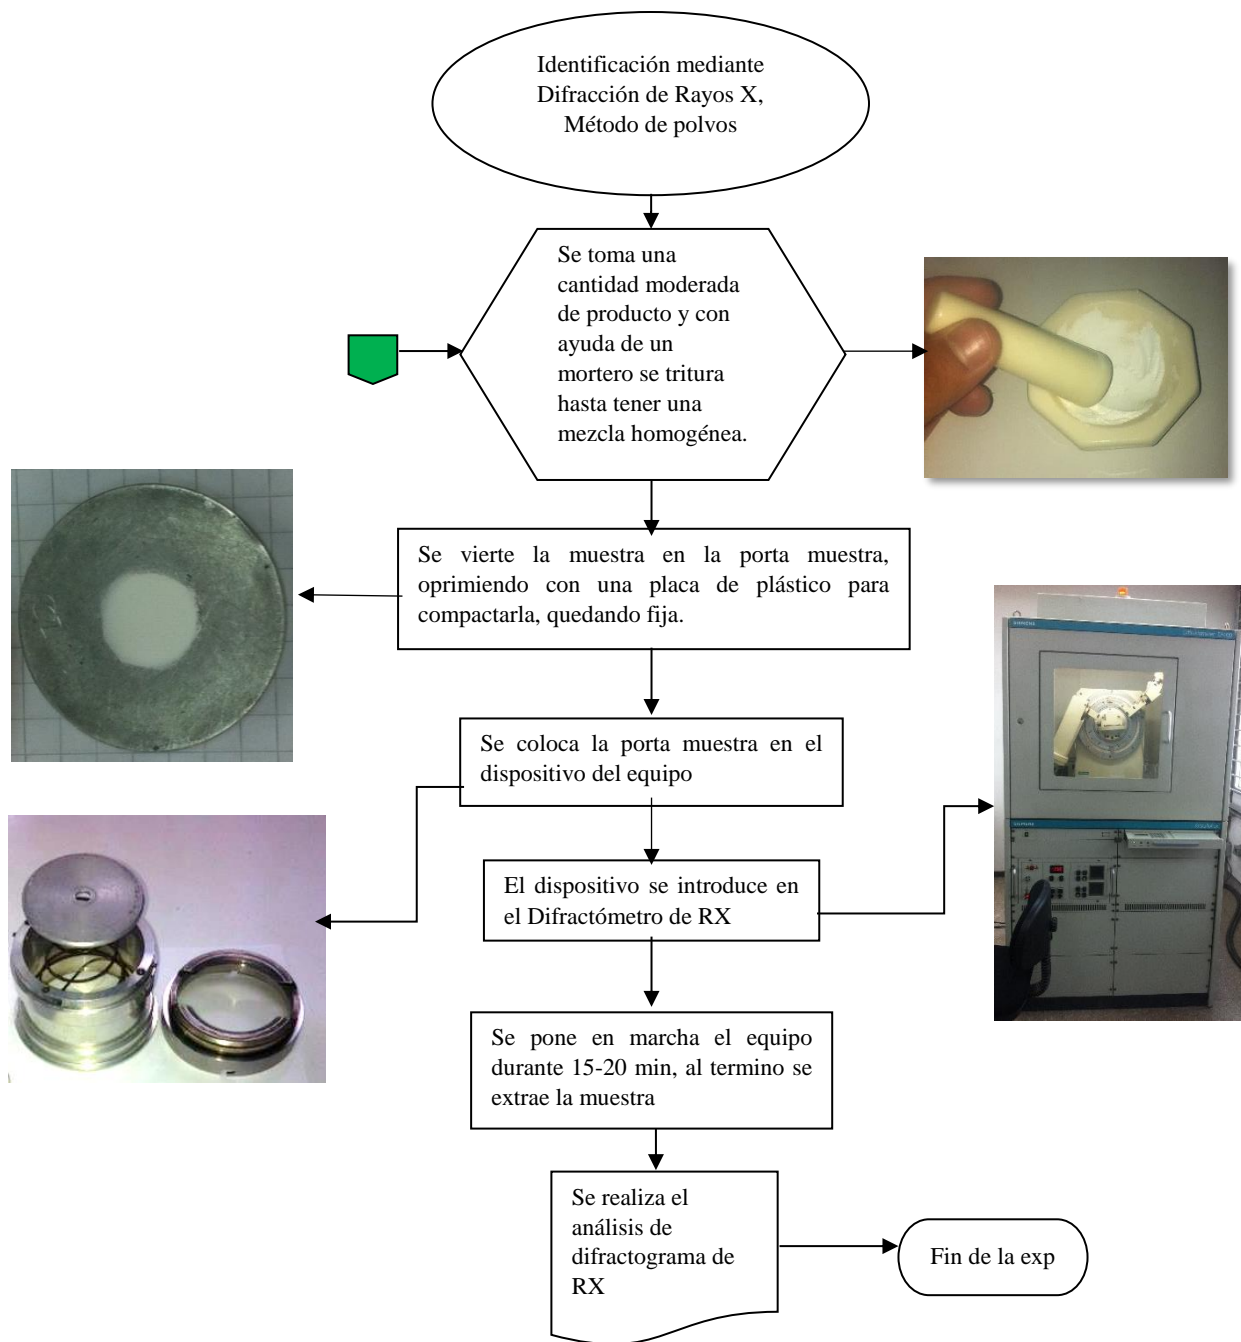 Identificación mediante
Difracción de Rayos X,
Método de polvos
Se toma una
cantidad moderada
de producto y con
ayuda de un
mortero se tritura
hasta tener una
mezcla homogénea.
Se vierte la muestra en la porta muestra,
oprimiendo con una placa de plástico para
compactarla, quedando fija.
Se coloca la porta muestra en el
dispositivo del equipo
El dispositivo se introduce en
el Difractómetro de RX
Se pone en marcha el equipo
durante 15-20 min, al termino se
extrae la muestra
Se realiza el
análisis de
difractograma de
RX
Fin de la exp
SIEMENS
SIEMENS